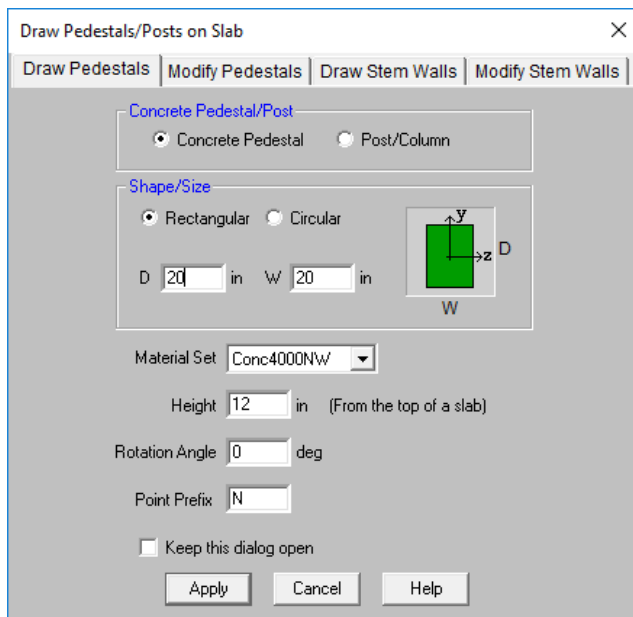 Draw Pedestals/Posts on Slab
Draw Pedestals Modify Pedestals Draw Stem Walls Modify Stem Walls
Concrete Pedestal/Post
Concrete Pedestal Post/Column
Shape/Size
Rectangular Circular
y
z D
D 20 in W 20 in
W
Material Set Conc4000NW
Height 12 in (From the top of a slab)
Rotation Angle 0 deg
Point Prefix N
Keep this dialog open
Apply Cancel Help